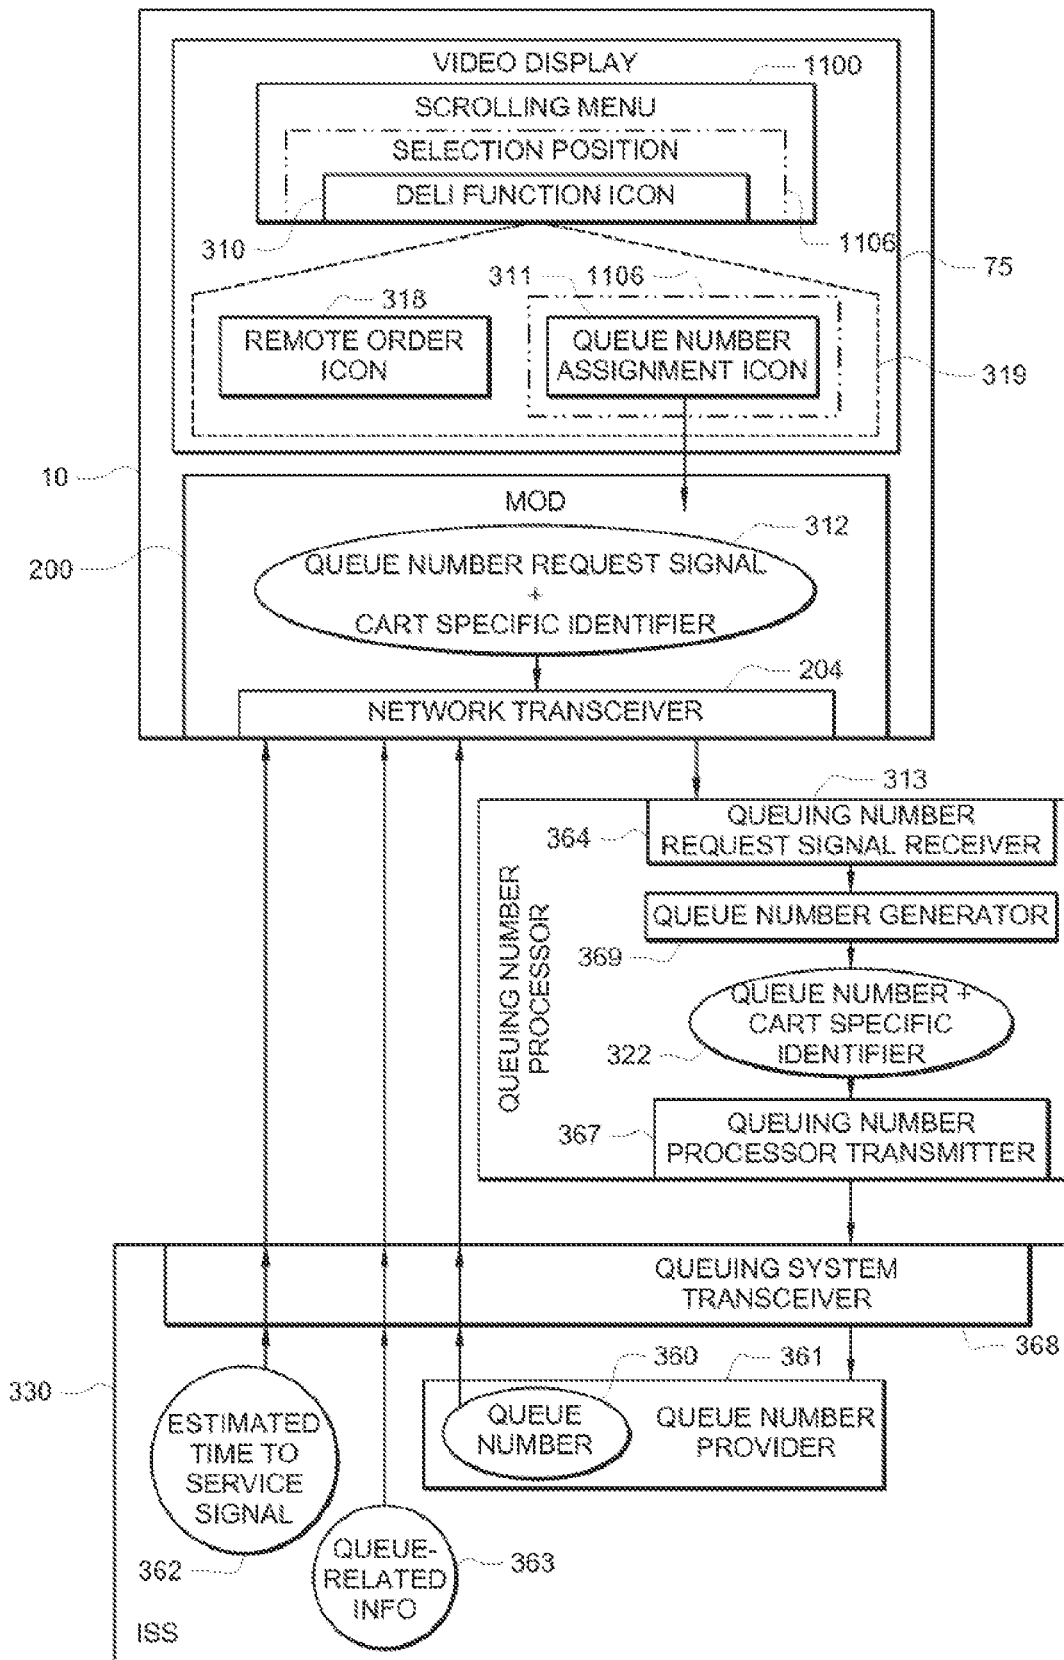 VIDEO DISPLAY
1100
SCROLLING MENU
SELECTION POSITION
DELI FUNCTION ICON
310
1106
75
311
1106
318
REMOTE ORDER
ICON
QUEUE NUMBER
ASSIGNMENT ICON
319
10
MOD
312
200
QUEUE NUMBER REQUEST SIGNAL
+
CART SPECIFIC IDENTIFIER
204
NETWORK TRANSCEIVER
313
364
QUEUING NUMBER
REQUEST SIGNAL RECEIVER
QUEUING NUMBER
PROCESSOR
QUEUE NUMBER GENERATOR
369
QUEUE NUMBER +
CART SPECIFIC
IDENTIFIER
322
367
QUEUING NUMBER
PROCESSOR TRANSMITTER
QUEUING SYSTEM
TRANSCEIVER
368
360
361
330
QUEUE
NUMBER
QUEUE NUMBER
PROVIDER
ESTIMATED
TIME TO
SERVICE
SIGNAL
362
QUEUE-
RELATED
INFO
363
ISS